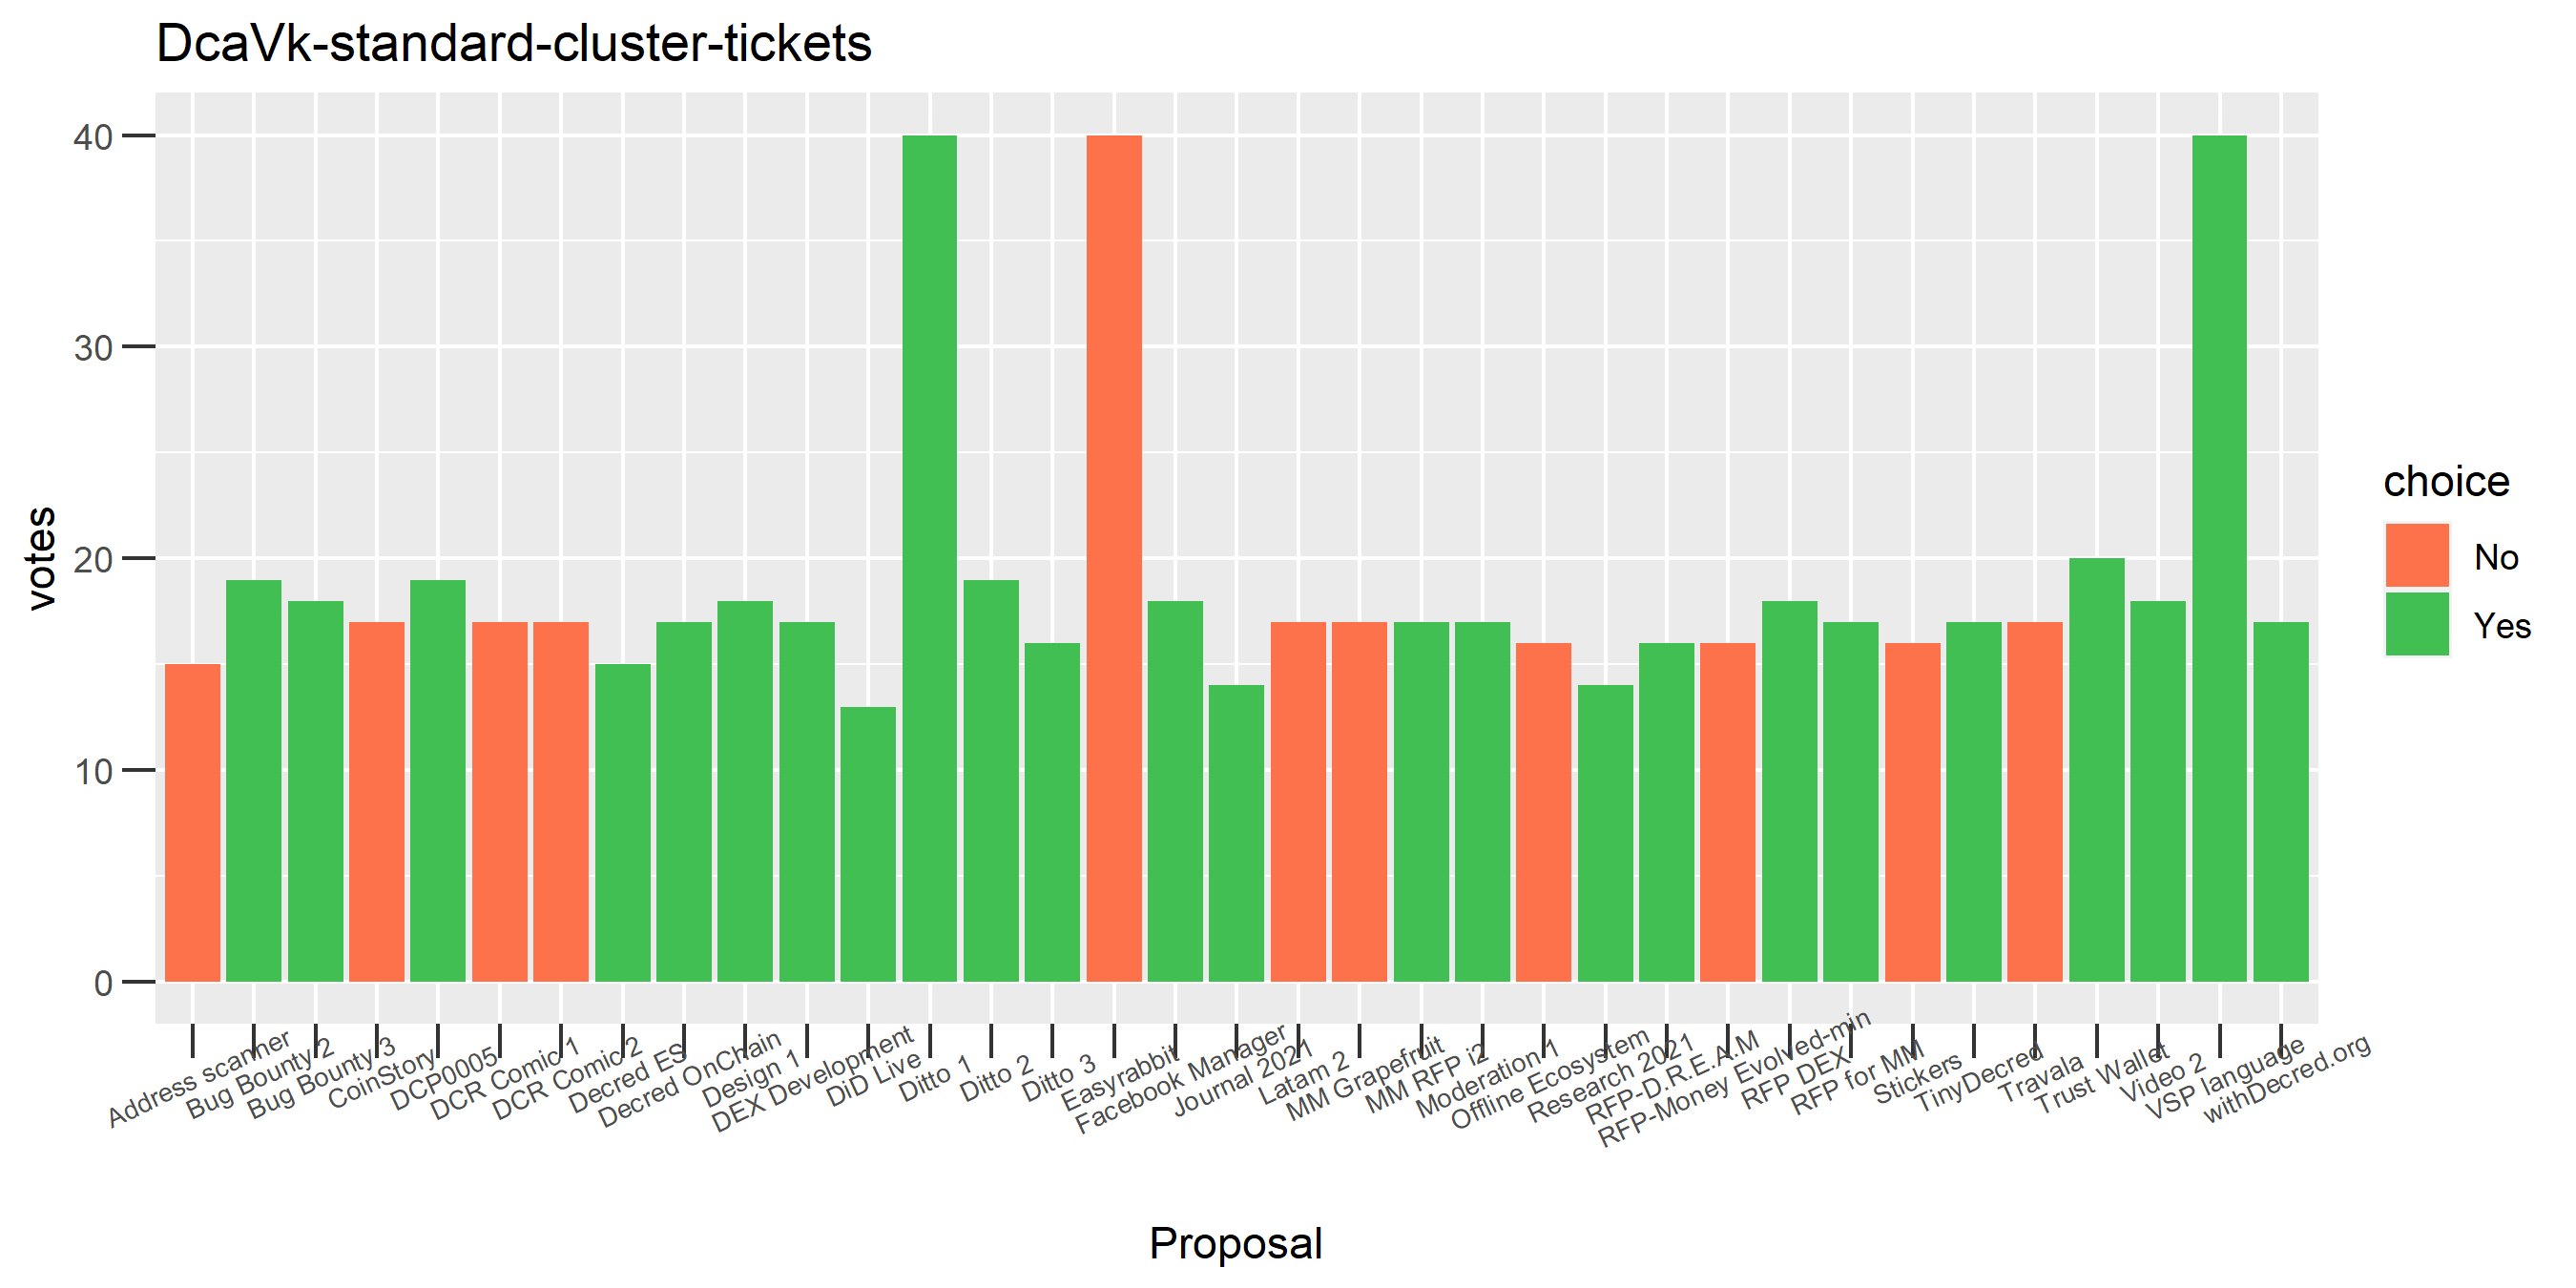 DcaVk-standard-cluster-tickets
votes
40
30
20
10
0
Address scanner
Bug Bounty 2
Bug Bounty 3
CoinStory
DCP0005
DCR Comic 1
DCR Comic 2
Decred ES
Decred OnChain
Design 1
DEX Development
DiD Live
Ditto 1
Ditto 2
Ditto 3
Easyrabbit
Facebook Manager
Journal 2021
Latam 2
MM Grapefruit
MM RFP i2
Moderation 1
Offline Ecosystem
Research 2021
RFP-D.R.E.A.M
RFP-Money Evolved-min
RFP DEX
RFP for MM
Stickers
TinyDecred
Travala
Trust Wallet
Video 2
VSP language
withDecred.org
Proposal
choice
No
Yes